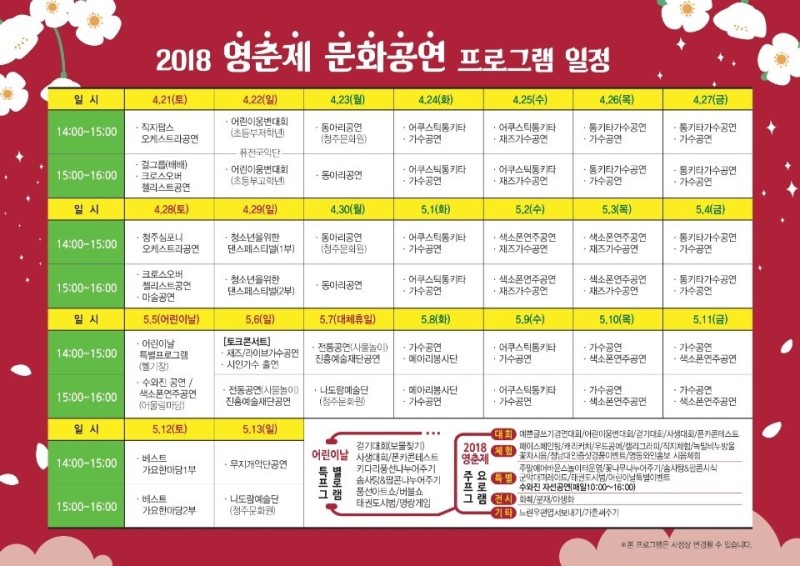 2018 영춘제 문화공연 프로그램 일정
일 시 4.21(토) 4.22(일) 4.23(월) 4.24(화) 4.25(수) 4.26(목) 4.27(금)
14:00~15:00
· 직지팝스
오케스트라공연
· 어린이웅변대회
(초등부저학년)
· 동아리공연
(청주문화원)
· 어쿠스틱통키타
· 가수공연
· 어쿠스틱통키타
· 재즈가수공연
· 통키타가수공연
· 가수공연
· 통키타가수공연
· 가수공연
퓨전국악단
15:00~16:00
· 걸그룹(배배)
· 크로스오버
첼리스트공연
· 어린이웅변대회
(초등부고학년)
· 동아리공연
· 어쿠스틱통키타
· 가수공연
· 어쿠스틱통키타
· 재즈가수공연
· 통키타가수공연
· 가수공연
· 통키타가수공연
· 가수공연
일 시 4.28(토) 4.29(일) 4.30(월) 5.1(화) 5.2(수) 5.3(목) 5.4(금)
14:00~15:00
· 청주심포니
오케스트라공연
· 청소년을위한
댄스페스티벌(1부)
· 동아리공연
(청주문화원)
· 어쿠스틱통키타
· 가수공연
· 색소폰연주공연
· 재즈가수공연
· 색소폰연주공연
· 재즈가수공연
· 통키타가수공연
· 가수공연
15:00~16:00
· 크로스오버
첼리스트공연
· 마술공연
· 청소년을위한
댄스페스티벌(2부)
· 동아리공연
· 어쿠스틱통키타
· 가수공연
· 색소폰연주공연
· 재즈가수공연
· 색소폰연주공연
· 재즈가수공연
· 통키타가수공연
· 가수공연
일 시 5.5(어린이날) 5.6(일) 5.7(대체휴일) 5.8(화) 5.9(수) 5.10(목) 5.11(금)
14:00~15:00
· 어린이날
특별프로그램
(헬기장)
[토크콘서트]
· 재즈/라이브가수공연
· 시인가수 출연
· 전통공연(사물놀이)
진흥예술재단공연
· 가수공연
· 메아리봉사단
· 어쿠스틱통키타
· 가수공연
· 가수공연
· 색소폰연주공연
· 가수공연
· 색소폰연주공연
15:00~16:00
· 수와진 공연 /
색소폰연주공연
(어울림마당)
· 전통공연(사물놀이)
진흥예술재단공연
· 나도람예술단
(청주문화원)
· 메아리봉사단
· 가수공연
· 어쿠스틱통키타
· 가수공연
· 가수공연
· 색소폰연주공연
· 가수공연
· 색소폰연주공연
일 시 5.12(토) 5.13(일)
14:00~15:00
· 베스트
가요한마당1부
· 무지개악단공연
15:00~16:00
· 베스트
가요한마당2부
· 나도람예술단
(청주문화원)
어린이날
특별
프로그램
걷기대회(보물찾기)
사생대회/폰카콘테스트
키다리풍선나누어주기
솜사탕&팝콘나누어주기
풍선아트쇼/버블쇼
태권도시범/명랑게임
2018
영춘제
주요
프로그램
대회 예쁜글쓰기경연대회/어린이웅변대회/걷기대회/사생대회/폰카콘테스트
체험 페이스페인팅/캐리커처/우드공예/캘리그라피/직지체험/녹말비누방울
꽃차시음/청남대인증샷경품이벤트/영동와인홍보 시음체험
특별 주말에어바운스놀이터운영/꽃나무나누어주기/솜사탕&팝콘시식
군악대퍼레이드/태권도시범/어린이날특별이벤트
수와진 자선공연(매일10:00~16:00)
전시 화훼/분재/야생화
기타 느린우편엽서보내기/가훈써주기
※본 프로그램은 사정상 변경될 수 있습니다.